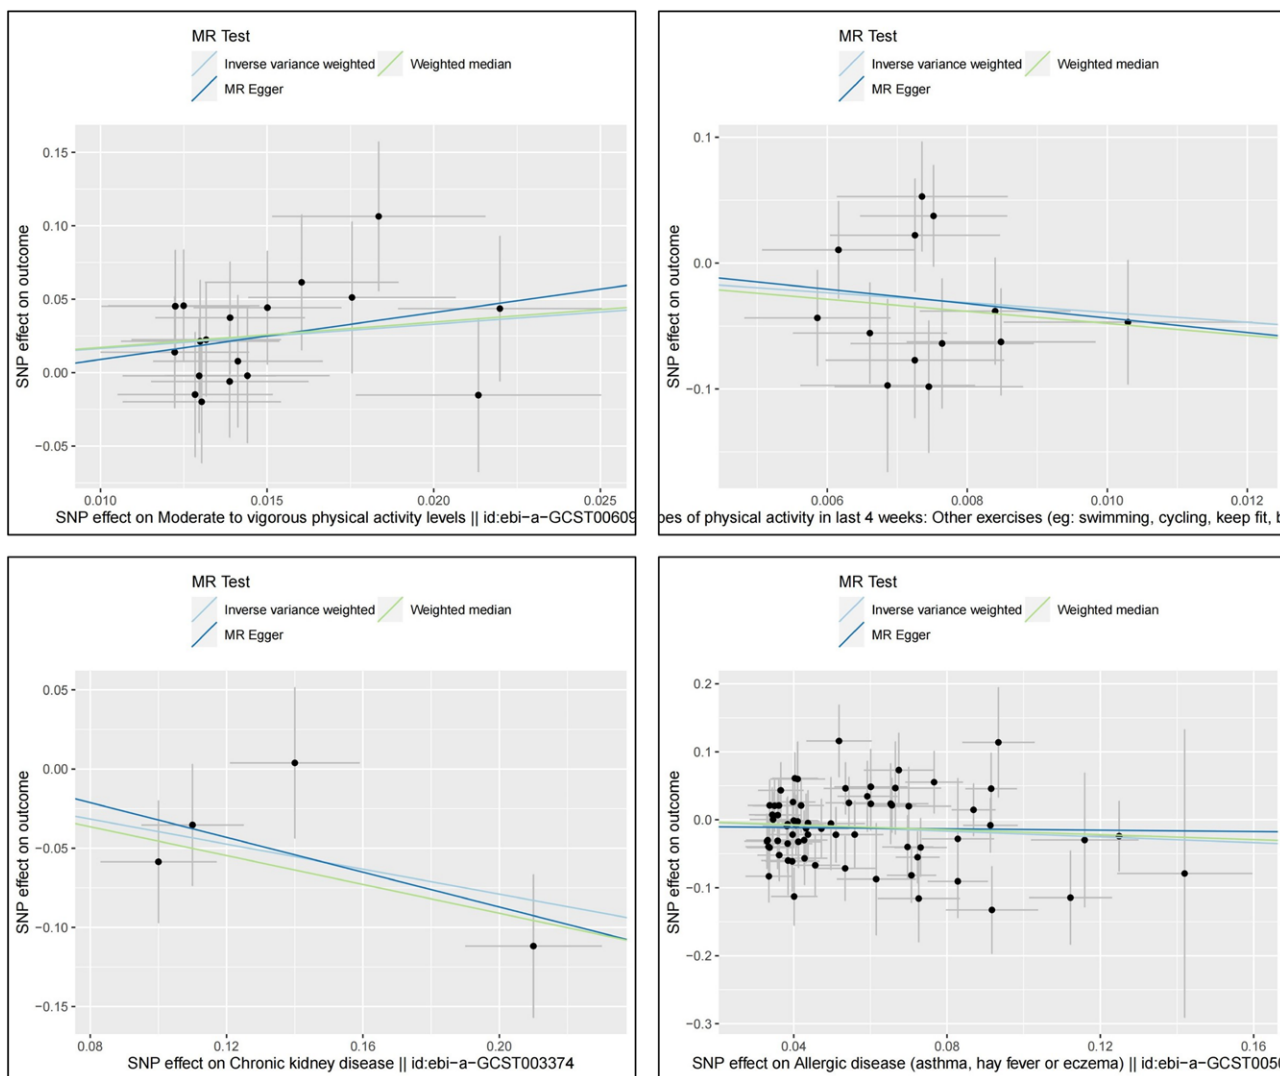 MR Test
Inverse variance weighted
Weighted median
MR Egger
0.15
0.10
0.05
0.00
−0.05
SNP effect on outcome
0.010
0.015
0.020
0.025
SNP effect on Moderate to vigorous physical activity levels || id:ebi−a−GCST00609
MR Test
Inverse variance weighted
Weighted median
MR Egger
0.1
0.0
−0.1
SNP effect on outcome
0.006
0.008
0.010
0.012
pes of physical activity in last 4 weeks: Other exercises (eg: swimming, cycling, keep fit,
MR Test
Inverse variance weighted
Weighted median
MR Egger
0.05
0.00
−0.05
−0.10
−0.15
SNP effect on outcome
0.08
0.12
0.16
0.20
SNP effect on Chronic kidney disease || id:ebi−a−GCST003374
MR Test
Inverse variance weighted
Weighted median
MR Egger
0.2
0.1
0.0
−0.1
−0.2
−0.3
SNP effect on outcome
0.04
0.08
0.12
0.16
SNP effect on Allergic disease (asthma, hay fever or eczema) || id:ebi−a−GCST005